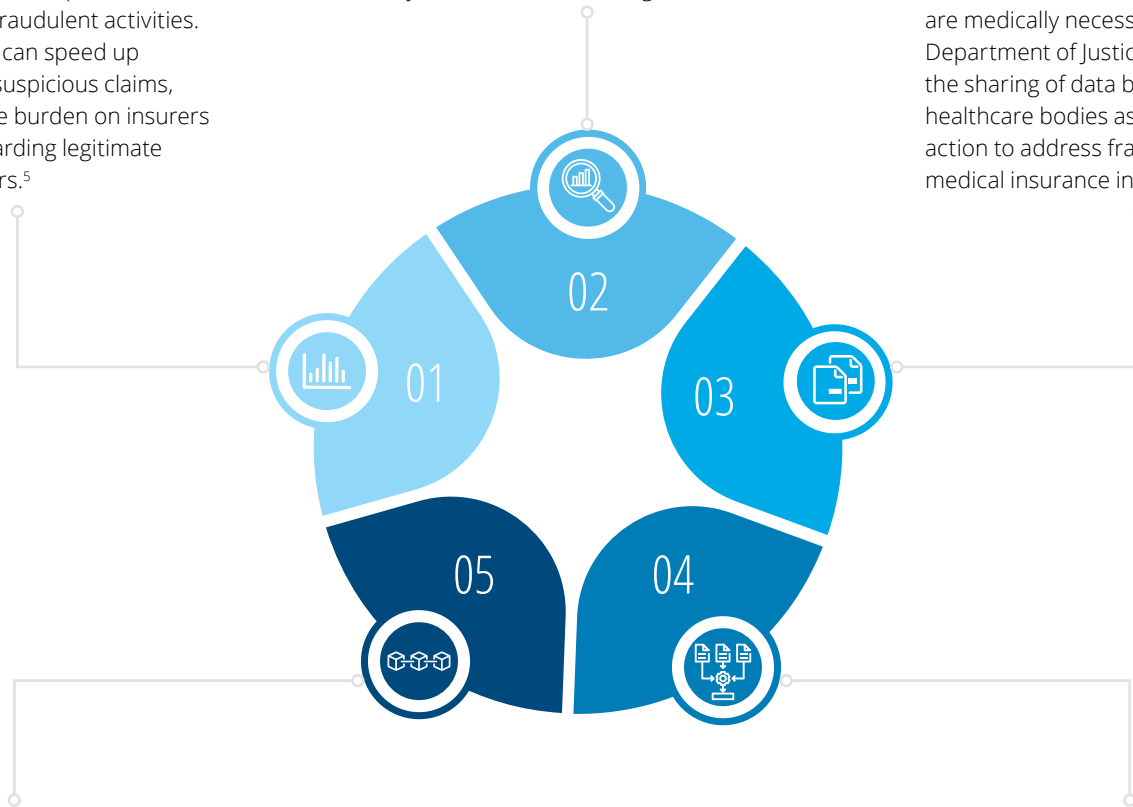 raudulent activities.
can speed up
suspicious claims,
e burden on insurers
arding legitimate
rs.5
are medically necess
Department of Justic
the sharing of data b
healthcare bodies as
action to address fra
medical insurance in
02
01
03
05
04